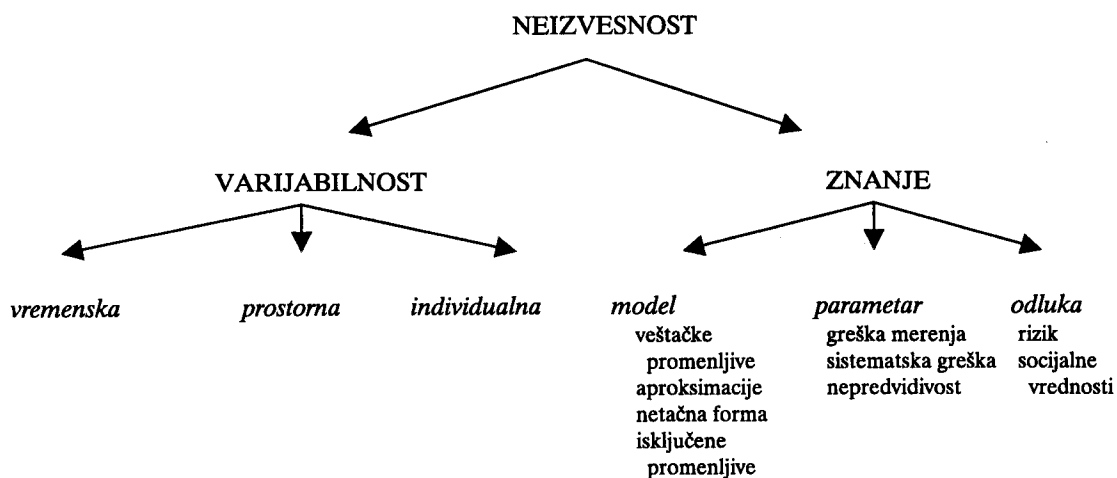 NEIZVESNOST
VARIJABILNOST
ZNANJE
vremenska
prostorna
individualna
model
veštačke
promenljive
aproksimacije
netačna forma
isključene
promenljive
parametar
greška merenja
sistematska greška
nepredvidivost
odluka
rizik
socijalne
vrednosti